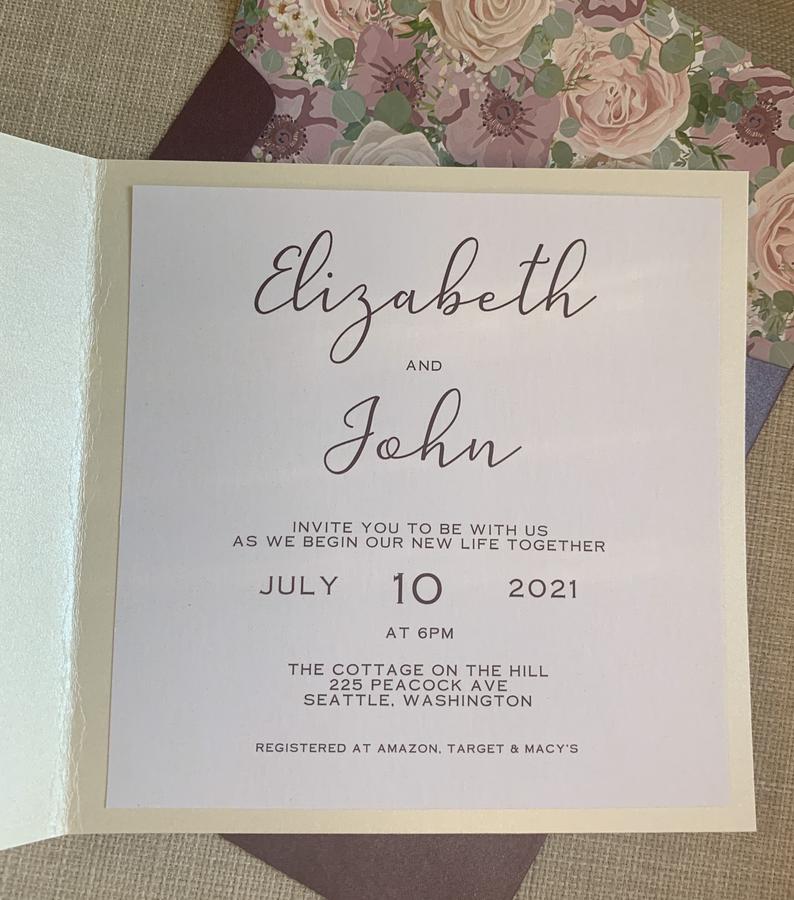 Elizabeth
AND
John
INVITE YOU TO BE WITH US
AS WE BEGIN OUR NEW LIFE TOGETHER
JULY 10 2021
AT 6PM
THE COTTAGE ON THE HILL
225 PEACOCK AVE
SEATTLE, WASHINGTON
REGISTERED AT AMAZON, TARGET & MACY'S